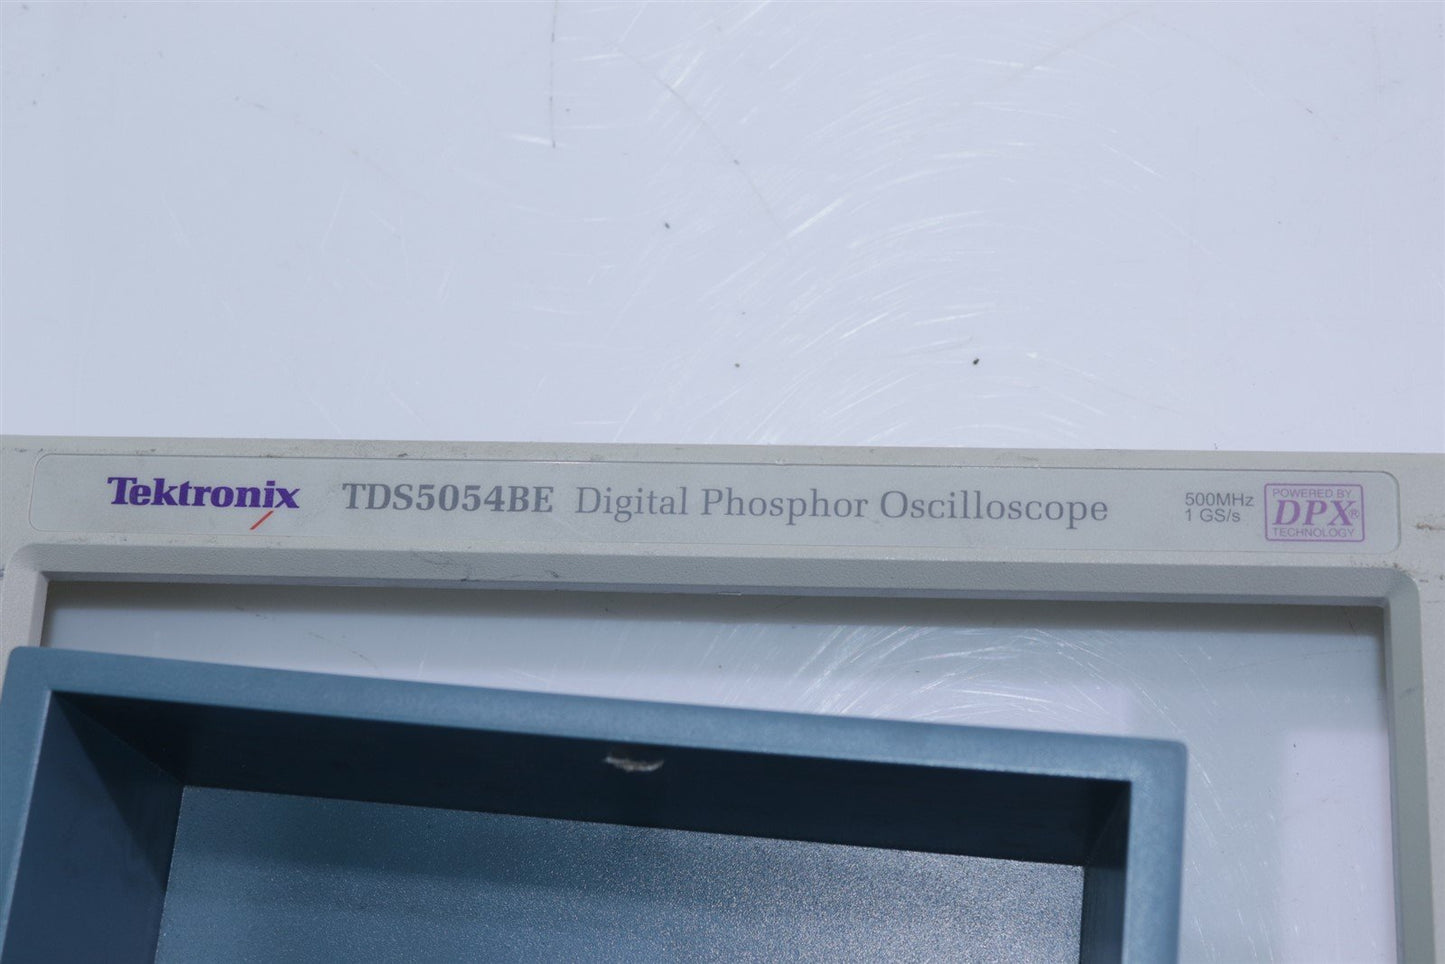 Tektronix TDS5054BE Digital Phosphor Oscilloscope
500MHz
1 GS/s
POWERED BY
DPX®
TECHNOLOGY